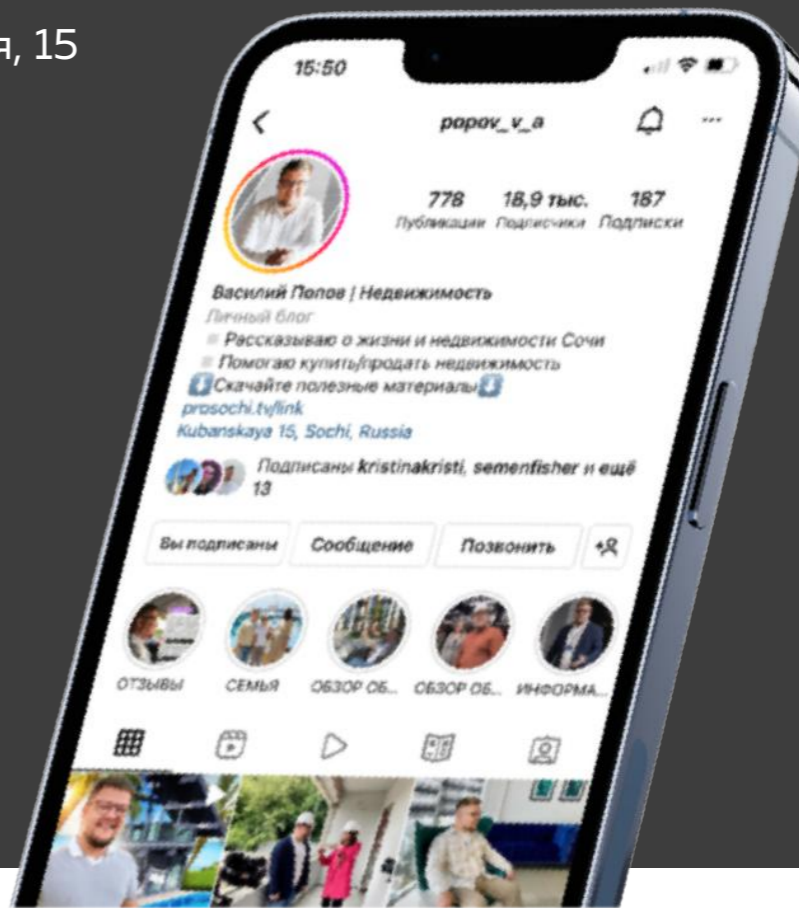 я, 15
15:50
popov_v_a
778 18,9 тыс. 187
Публикации Подписчики Подписки
Василий Попов | Недвижимость
Личный блог
Рассказываю о жизни и недвижимости Сочи
Помогаю купить/продать недвижимость
⬇️Скачайте полезные материалы⬇️
prosochi.tv/link
Kubanskaya 15, Sochi, Russia
Подписаны kristinakristi, semenfisher и ещё
13
Вы подписаны Сообщение Позвонить
ОТЗЫВЫ СЕМЬЯ ОБЗОР ОБ... ОБЗОР ОБ... ИНФОРМА...